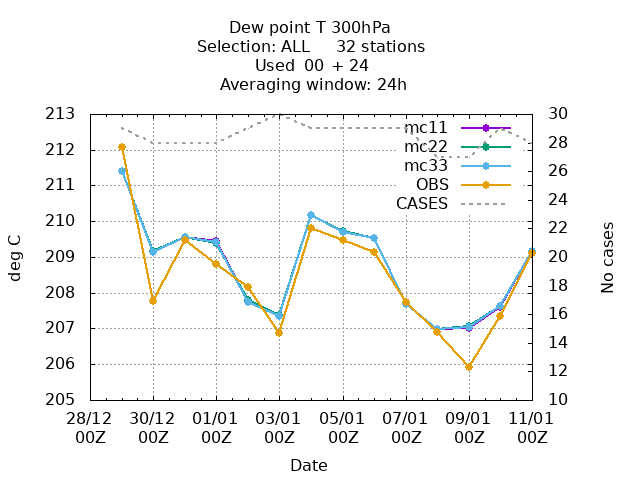 Dew point T 300hPa
Selection: ALL 32 stations
Used 00 + 24
Averaging window: 24h
213
212
211
210
209
208
207
206
205
deg C
30
28
26
24
22
20
18
16
14
12
10
No cases
mc11
mc22
mc33
OBS
CASES
28/12 30/12 01/01 03/01 05/01 07/01 09/01 11/01
00Z 00Z 00Z 00Z 00Z 00Z 00Z 00Z
Date